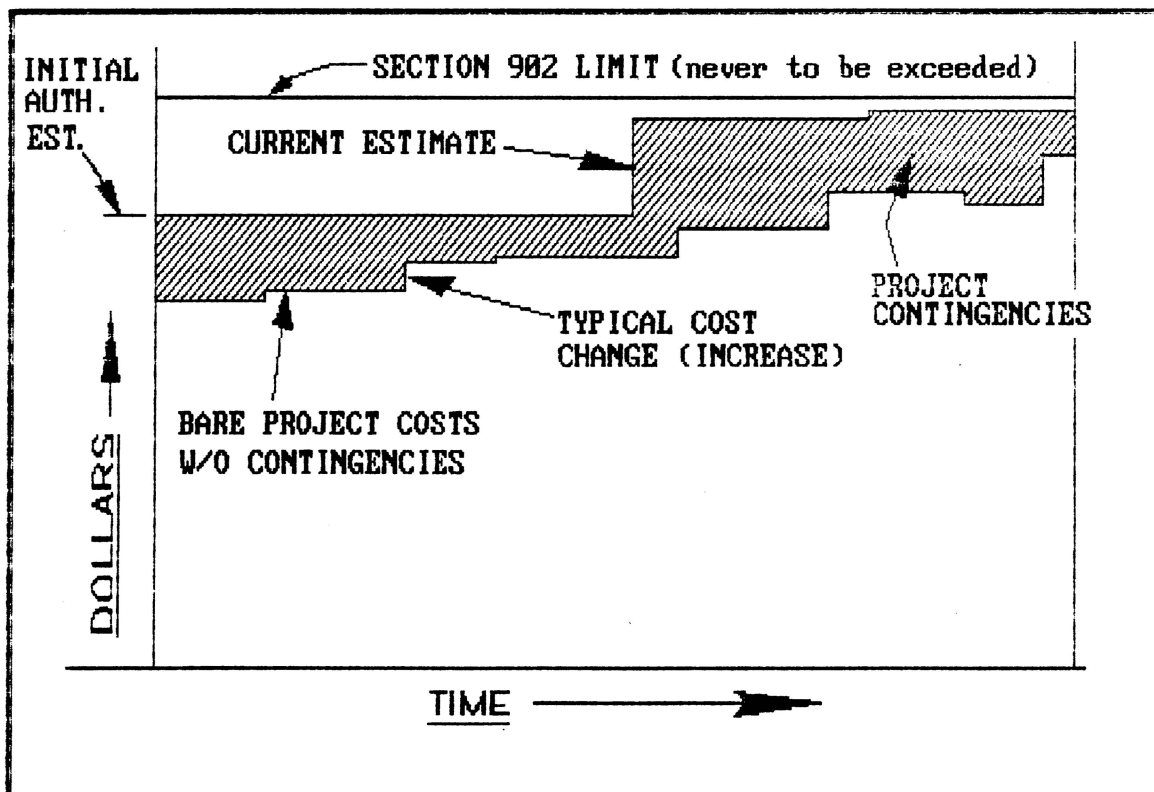 INITIAL
AUTH.
EST.
SECTION 902 LIMIT (never to be exceeded)
CURRENT ESTIMATE
PROJECT
CONTINGENCIES
TYPICAL COST
CHANGE (INCREASE)
BARE PROJECT COSTS
W/O CONTINGENCIES
DOLLARS
TIME